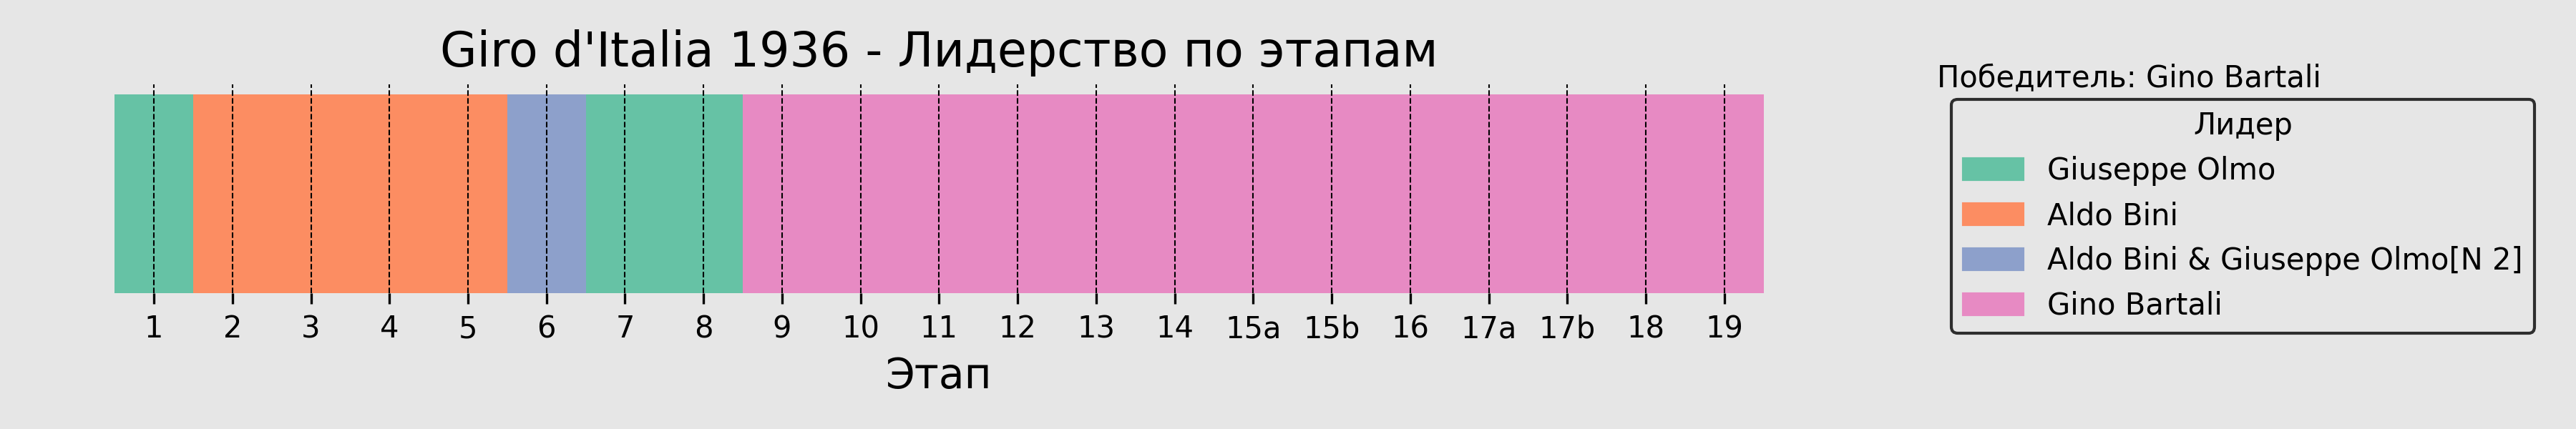 Giro d'Italia 1936 - Лидерство по этапам
1 2 3 4 5 6 7 8 9 10 11 12 13 14 15a 15b 16 17a 17b 18 19
Этап
Победитель: Gino Bartali
Лидер
Giuseppe Olmo
Aldo Bini
Aldo Bini & Giuseppe Olmo[N 2]
Gino Bartali